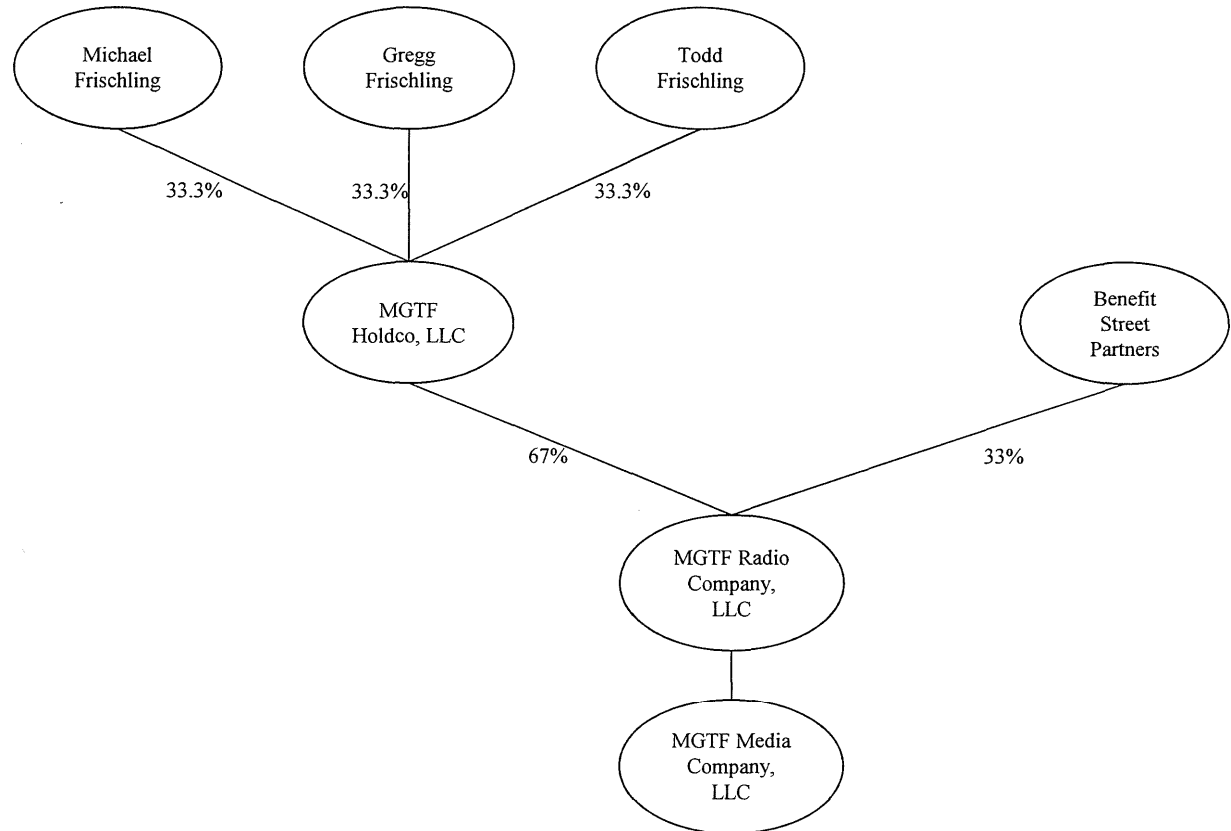 Michael
Frischling
Gregg
Frischling
Todd
Frischling
33.3%
33.3%
33.3%
MGTF
Holdco, LLC
Benefit
Street
Partners
67%
33%
MGTF Radio
Company,
LLC
MGTF Media
Company,
LLC